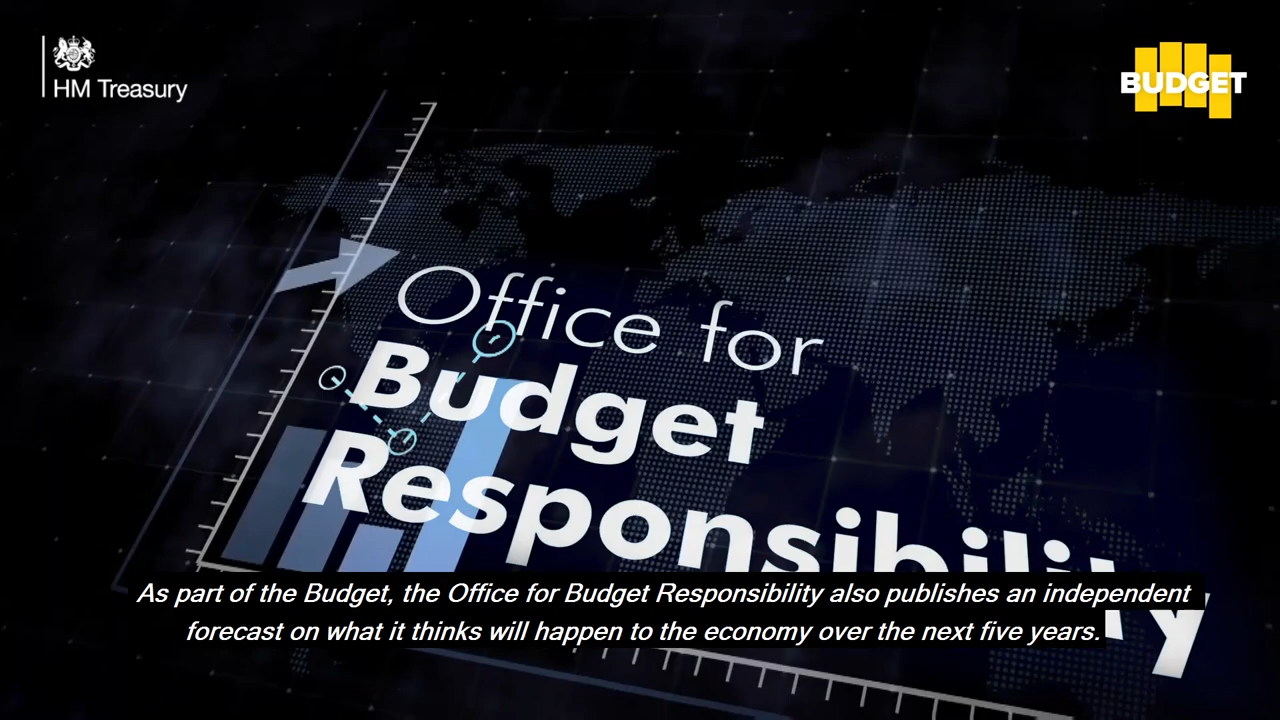 HM Treasury
BUDGET
Office for
Budget
Responsibility
As part of the Budget, the Office for Budget Responsibility also publishes an independent
forecast on what it thinks will happen to the economy over the next five years.